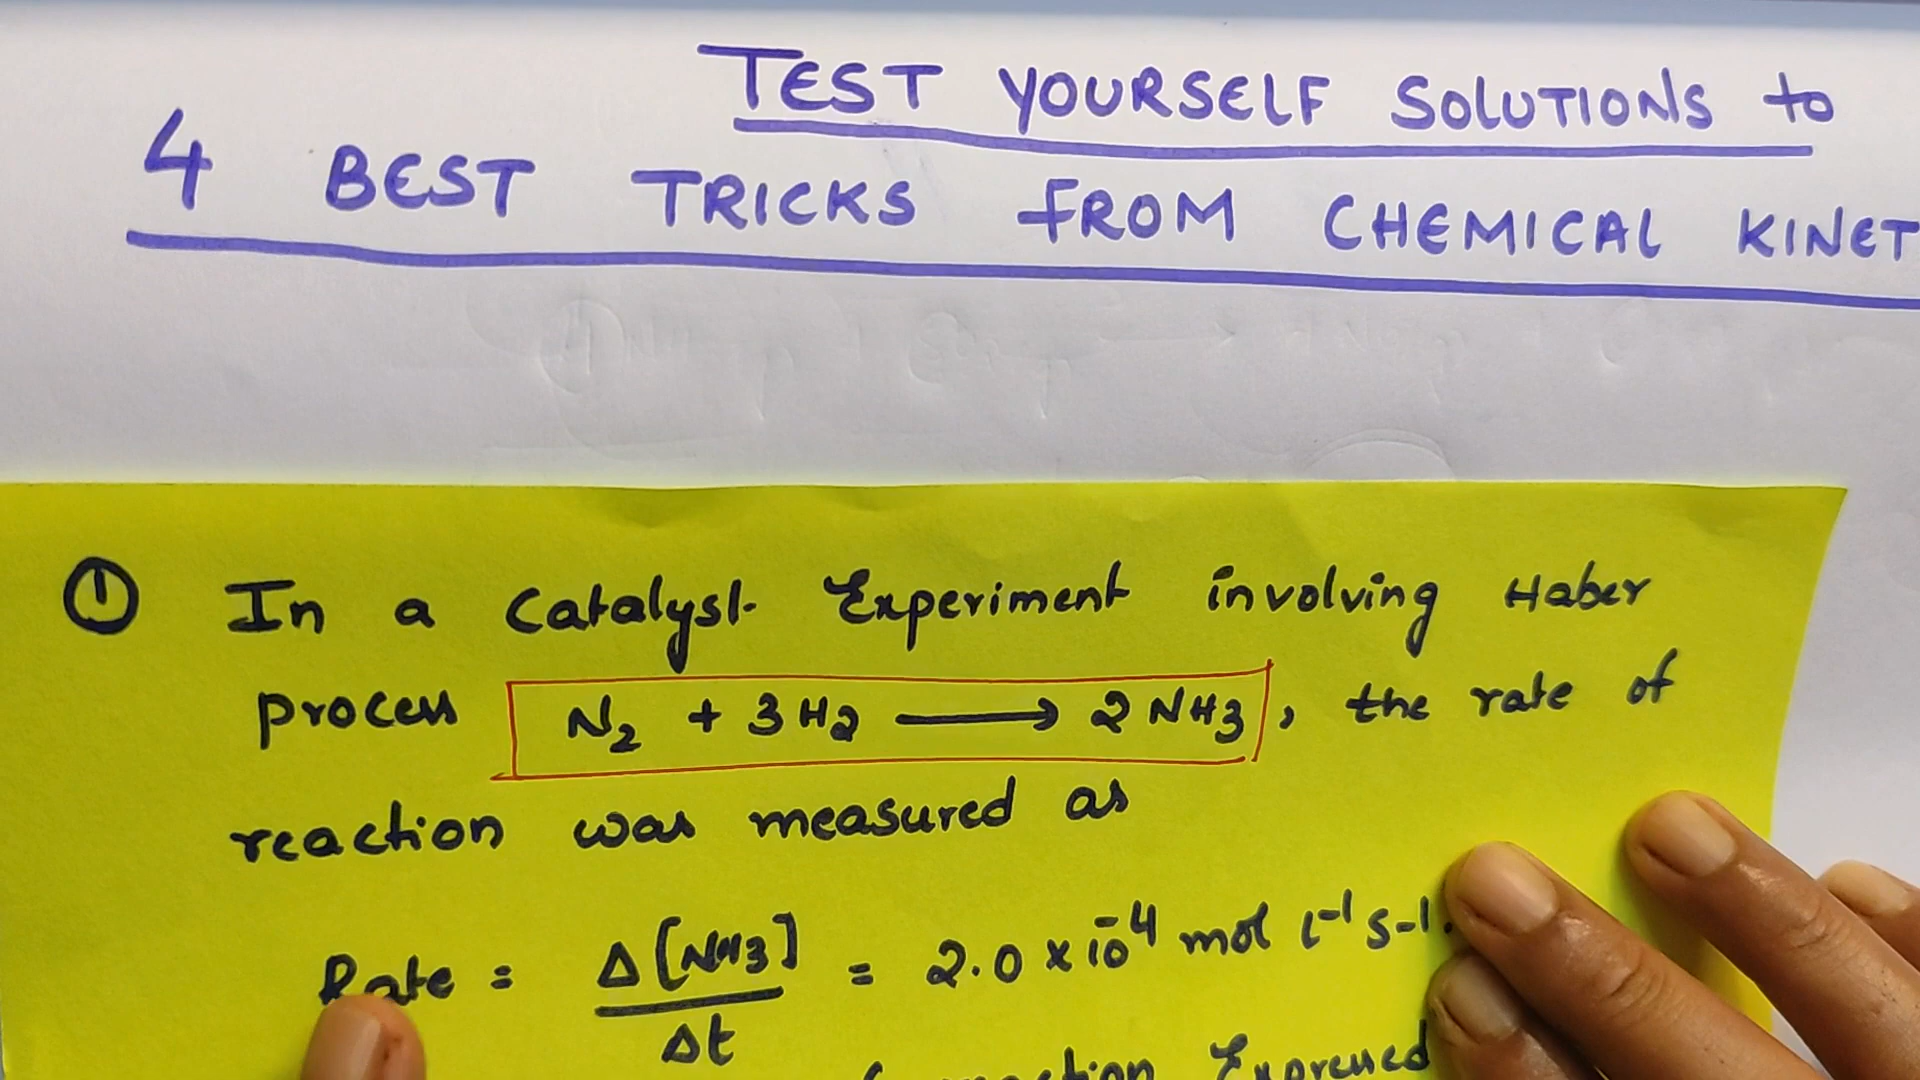 TEST YOURSELF SOLUTIONS to
4 BEST TRICKS FROM CHEMICAL KINET
① In a Catalyst Experiment involving Haber
process N₂ + 3H₂ ⟶ 2NH₃, the rate of
reaction was measured as
Rate = Δ[NH₃]/Δt = 2.0 × 10⁻⁴ mol l⁻¹ s⁻¹.
Expressed